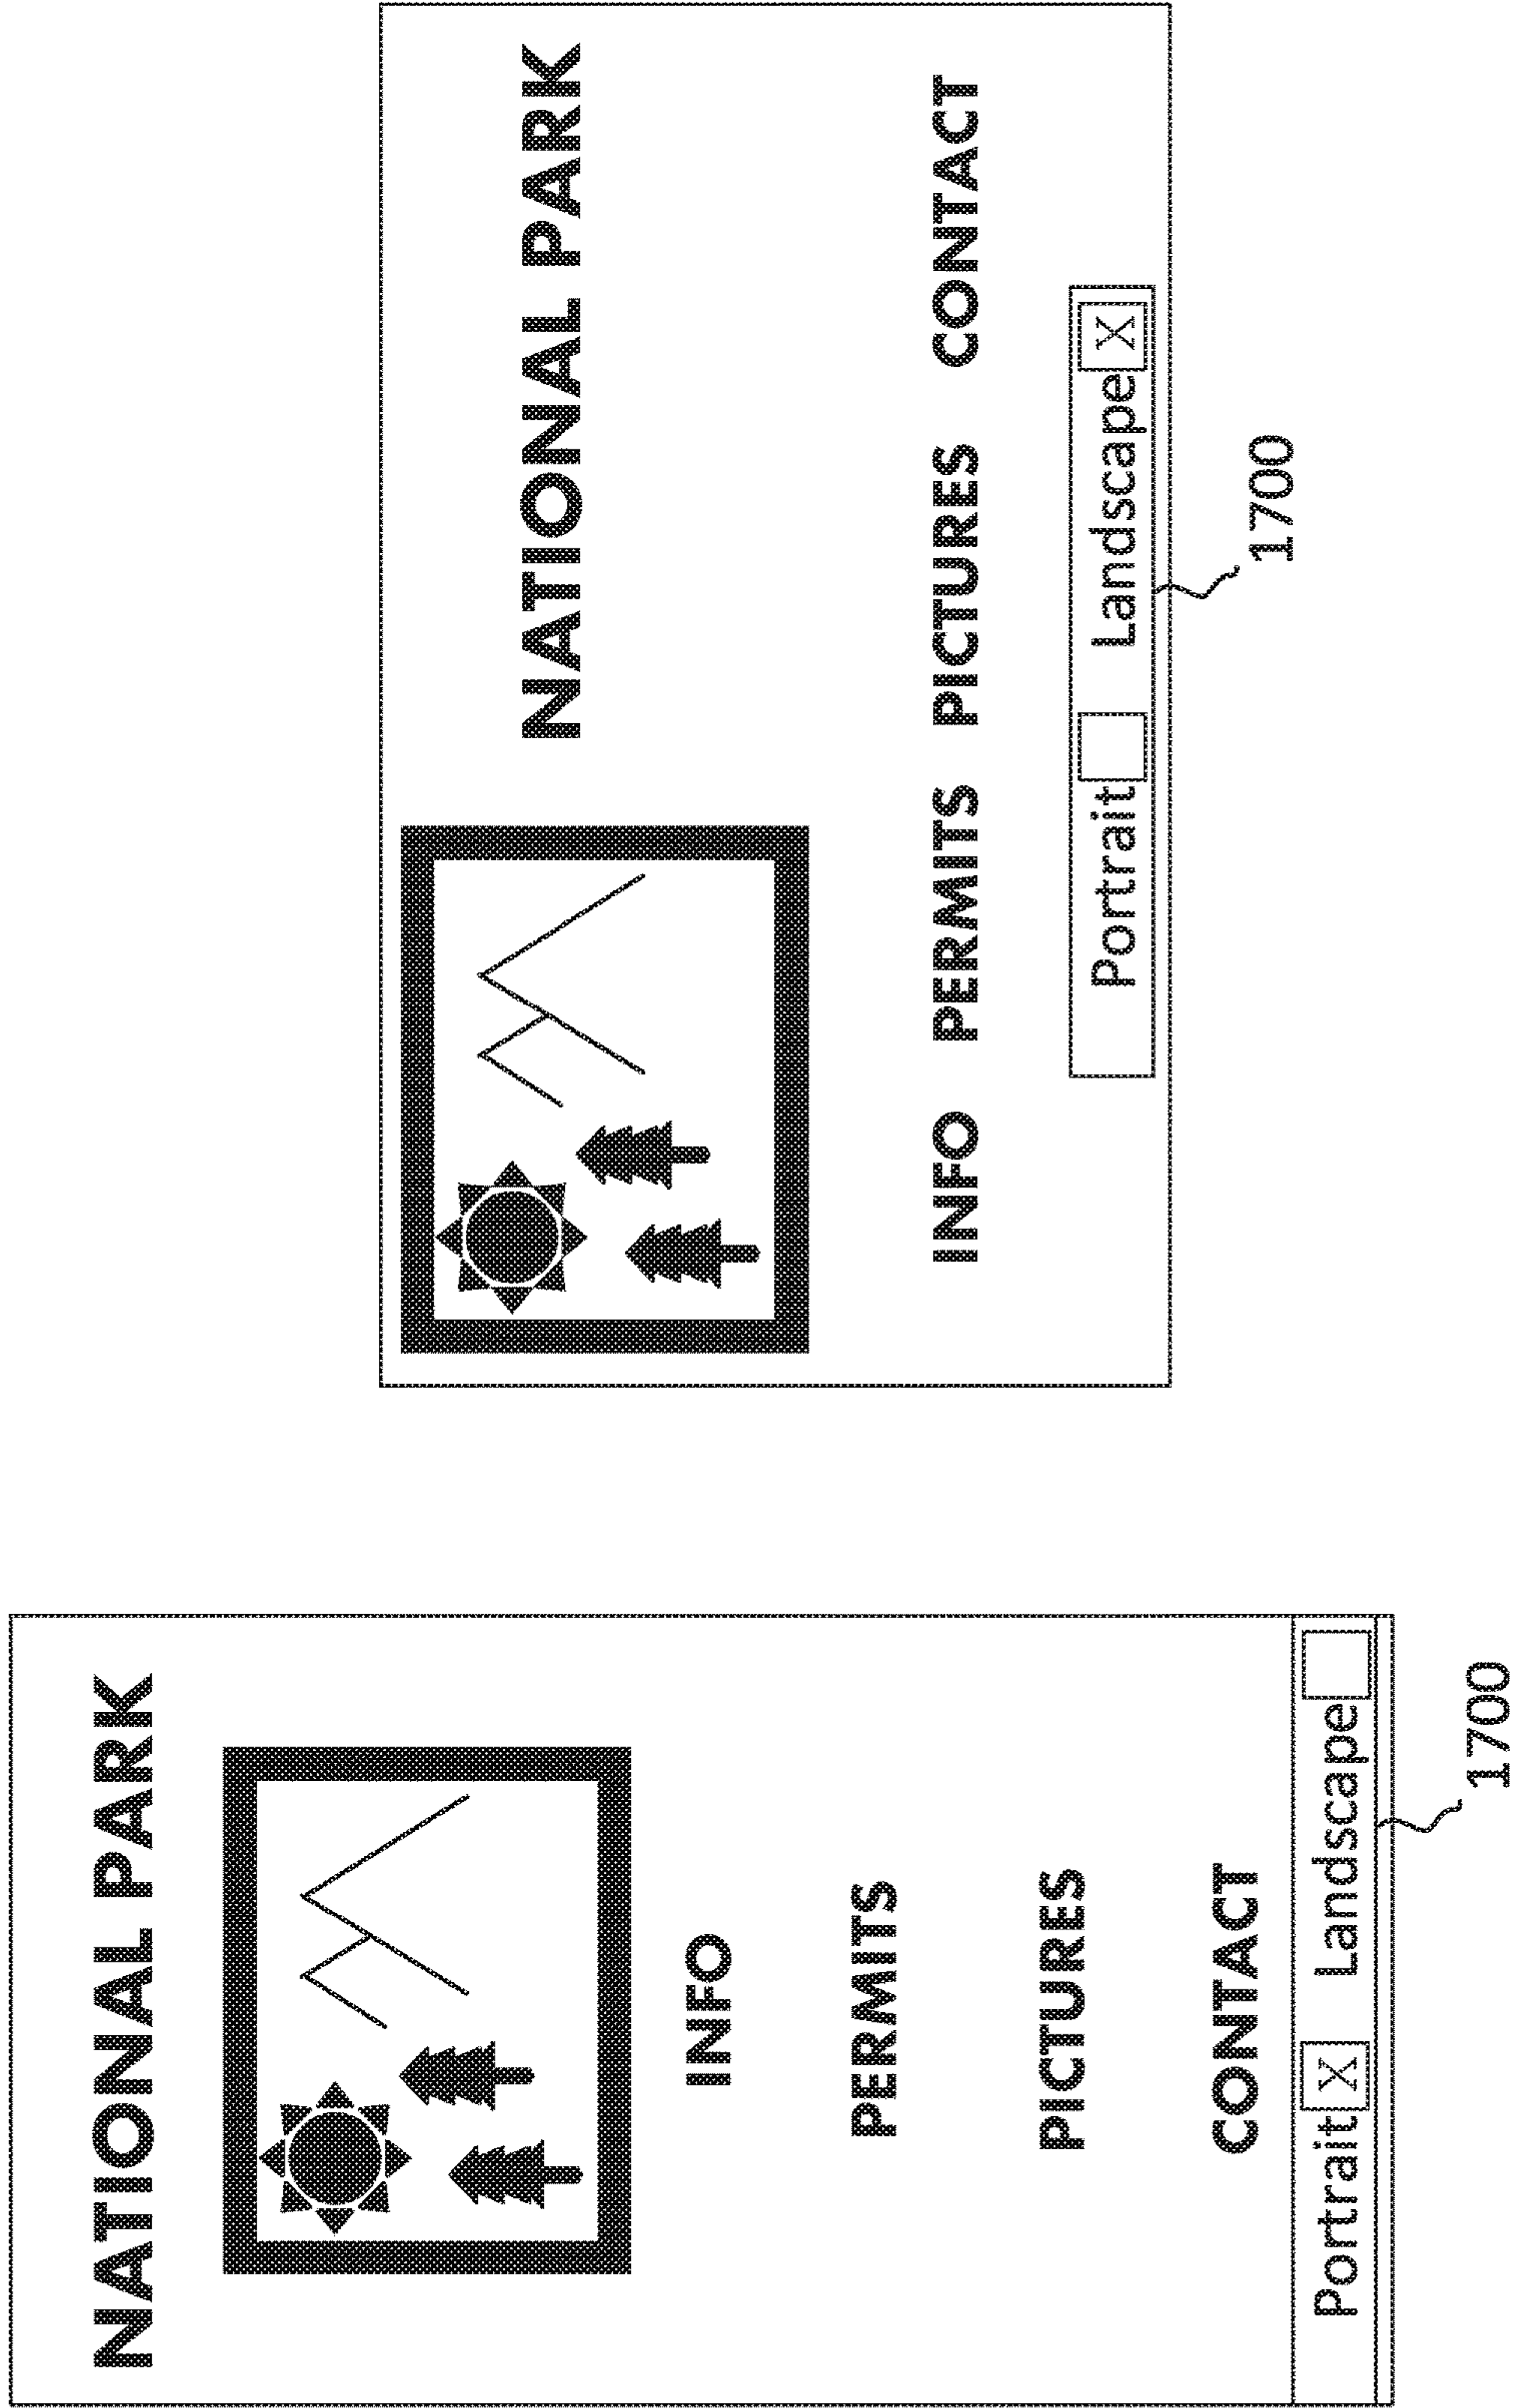 NATIONAL PARK
INFO
PERMITS
PICTURES
CONTACT
Portrait X Landscape
1700
NATIONAL PARK
INFO PERMITS PICTURES CONTACT
Portrait Landscape X
1700